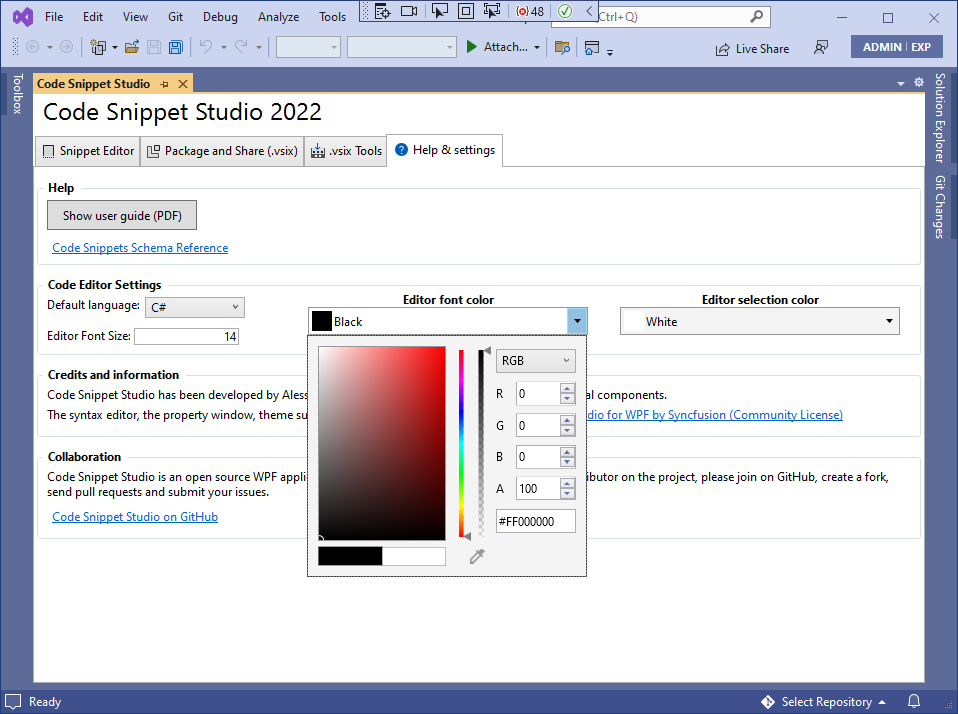 File Edit View Git Debug Analyze Tools 48 Ctrl+Q)
Attach... Live Share ADMIN EXP
Toolbox
Code Snippet Studio
Solution Explorer
Git Changes
Code Snippet Studio 2022
Snippet Editor Package and Share (.vsix) .vsix Tools ? Help & settings
Help
Show user guide (PDF)
Code Snippets Schema Reference
Code Editor Settings
Default language: C#
Editor Font Size: 14
Editor font color
Black
Editor selection color
White
RGB
R 0
G 0
B 0
A 100
#FF000000
Credits and information
Code Snippet Studio has been developed by Aless al components.
The syntax editor, the property window, theme su dio for WPF by Syncfusion (Community License)
Collaboration
Code Snippet Studio is an open source WPF appli ibutor on the project, please join on GitHub, create a fork,
send pull requests and submit your issues.
Code Snippet Studio on GitHub
Ready Select Repository